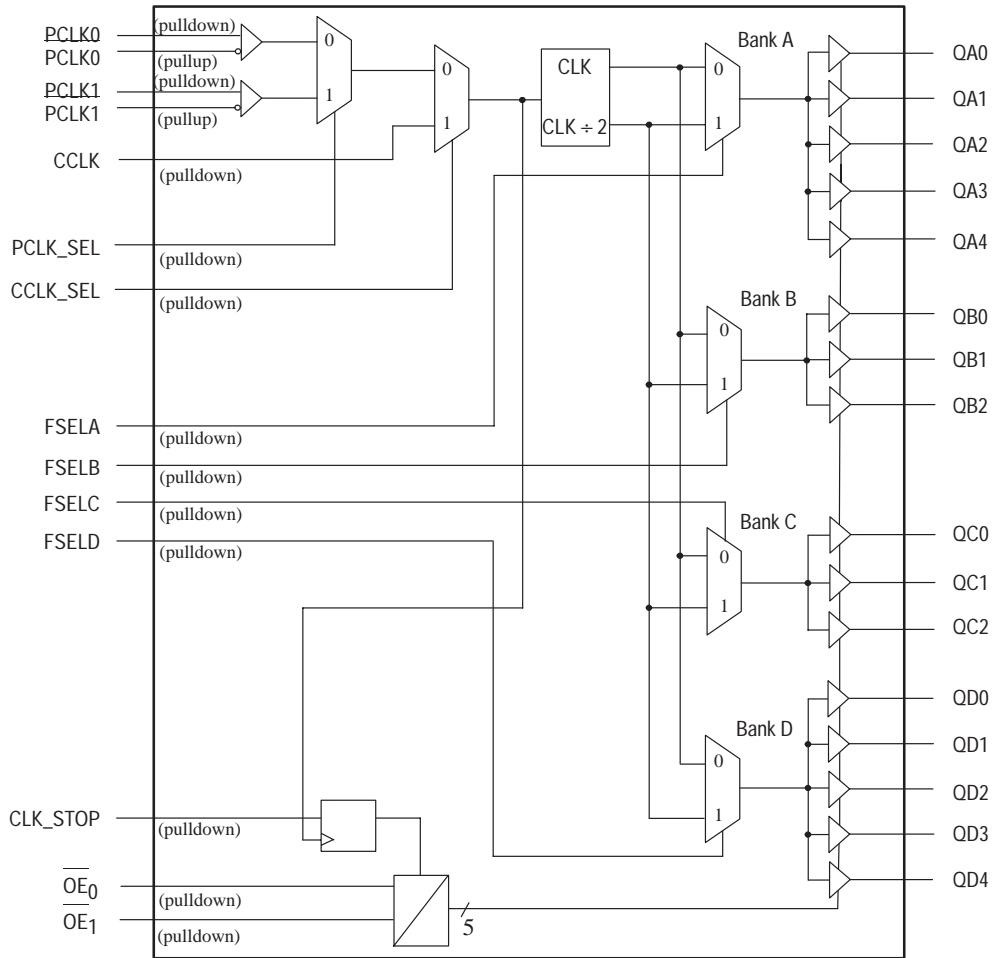 PCLK0
(pulldown)
PCLK0
(pullup)
PCLK1
(pulldown)
PCLK1
(pullup)
CCLK
(pulldown)
PCLK_SEL
(pulldown)
CCLK_SEL
(pulldown)
FSELA
(pulldown)
FSELB
(pulldown)
FSELC
(pulldown)
FSELD
(pulldown)
CLK_STOP
(pulldown)
OE0
(pulldown)
OE1
(pulldown)
0
1
0
1
CLK
CLK ÷ 2
Bank A
0
1
QA0
QA1
QA2
QA3
QA4
Bank B
0
1
QB0
QB1
QB2
Bank C
0
1
QC0
QC1
QC2
Bank D
0
1
QD0
QD1
QD2
QD3
QD4
5